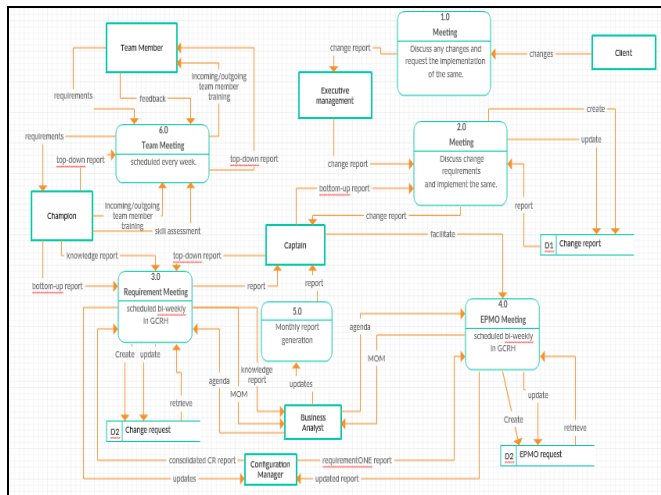 1.0
Meeting
Discuss any changes and
request the implementation
of the same.
Client
changes
change report
Team Member
Incoming/outgoing
team member
training
requirements
feedback
Executive
management
create
update
6.0
Team Meeting
scheduled every week.
requirements
top-down report
top-down report
2.0
Meeting
Discuss change
requirements
and implement the same.
change report
bottom-up report
report
change report
Champion
Incoming/outgoing
team member
training
skill assessment
Captain
facilitate
D1
Change report
knowledge report
top-down report
bottom-up report
3.0
Requirement Meeting
scheduled bi-weekly
in GCRH
report
report
5.0
Monthly report
generation
4.0
EPMO Meeting
scheduled bi-weekly
in GCRH
agenda
MOM
Create
update
agenda
knowledge
report
MOM
updates
retrieve
Business
Analyst
update
Create
retrieve
D2
Change request
D2
EPMO request
consolidated CR report
Configuration
Manager
requirementONE report
updates
updated report